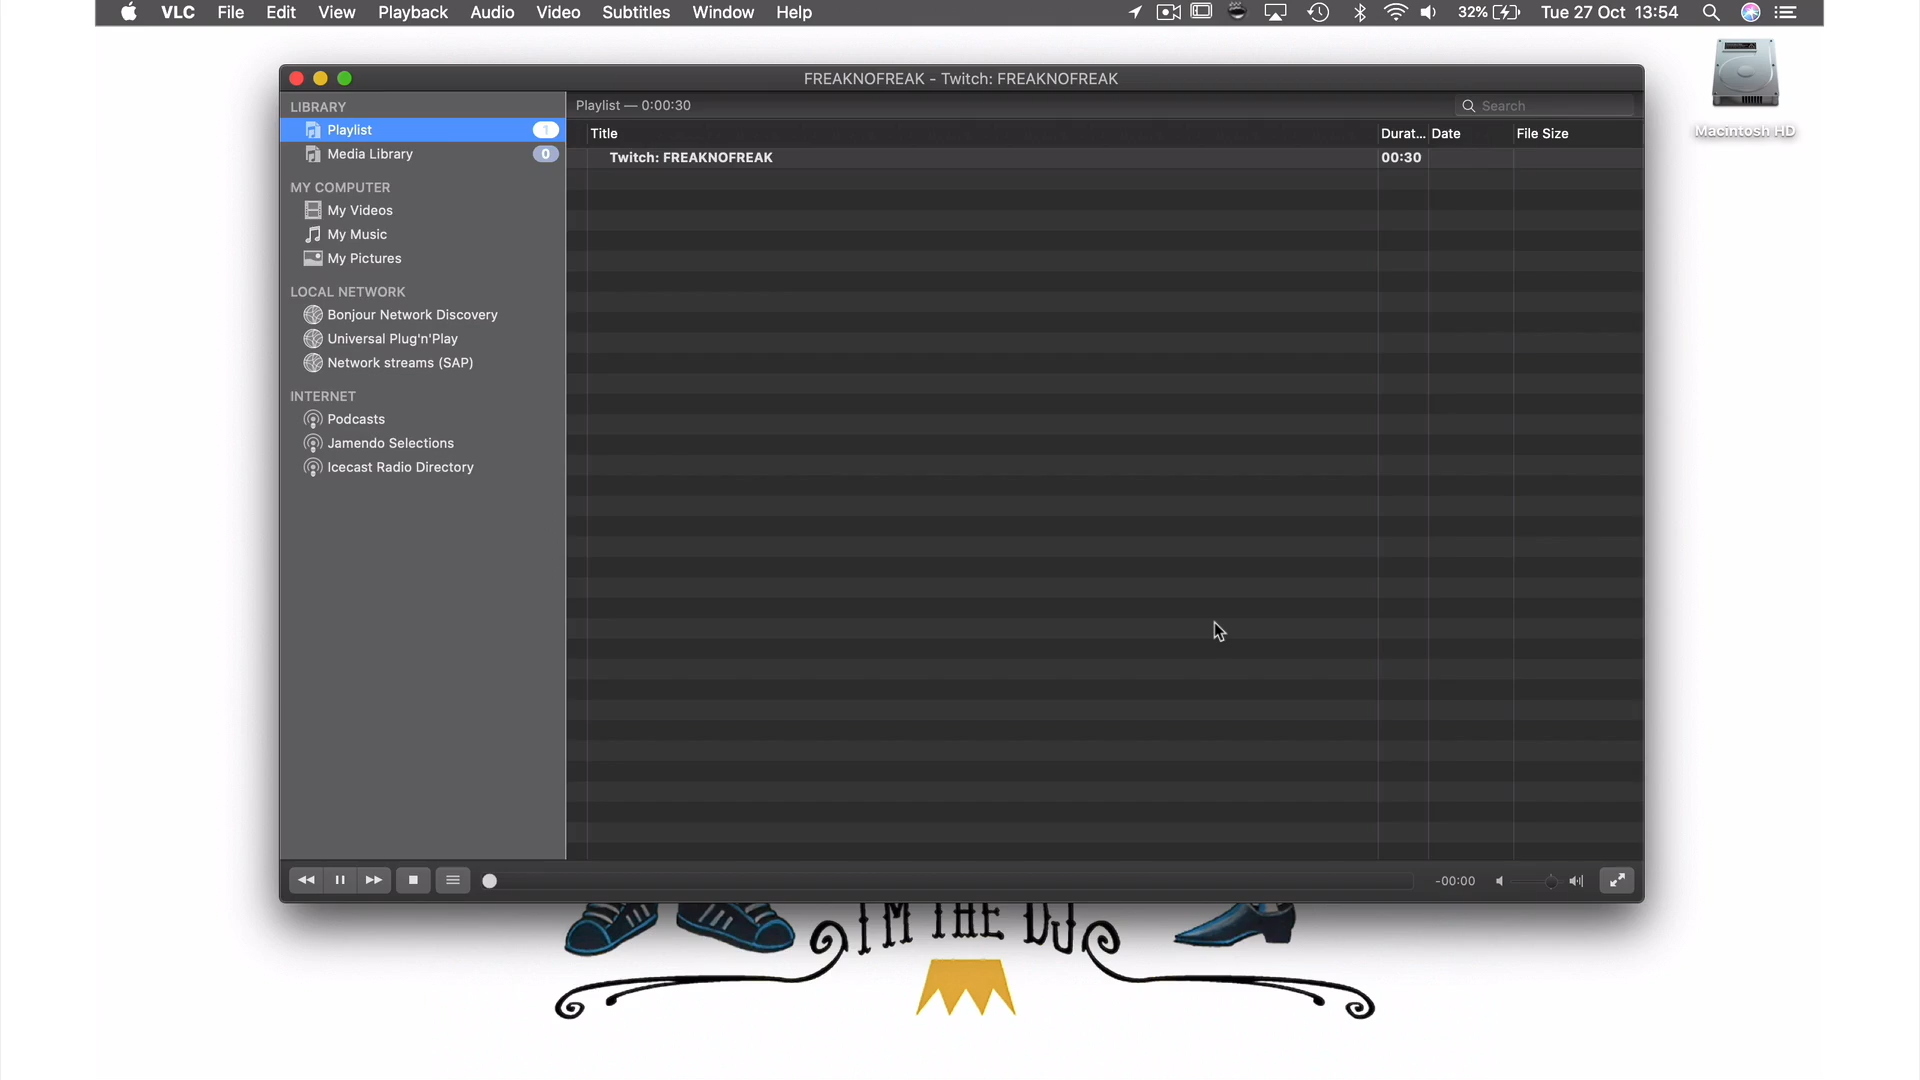 VLC File Edit View Playback Audio Video Subtitles Window Help 32% Tue 27 Oct 13:54
Macintosh HD
FREAKNOFREAK - Twitch: FREAKNOFREAK
LIBRARY
Playlist 1
Media Library 0
MY COMPUTER
My Videos
My Music
My Pictures
LOCAL NETWORK
Bonjour Network Discovery
Universal Plug'n'Play
Network streams (SAP)
INTERNET
Podcasts
Jamendo Selections
Icecast Radio Directory
Playlist — 0:00:30 Search
Title Durat... Date File Size
Twitch: FREAKNOFREAK 00:30
-00:00
I'M THE DJ